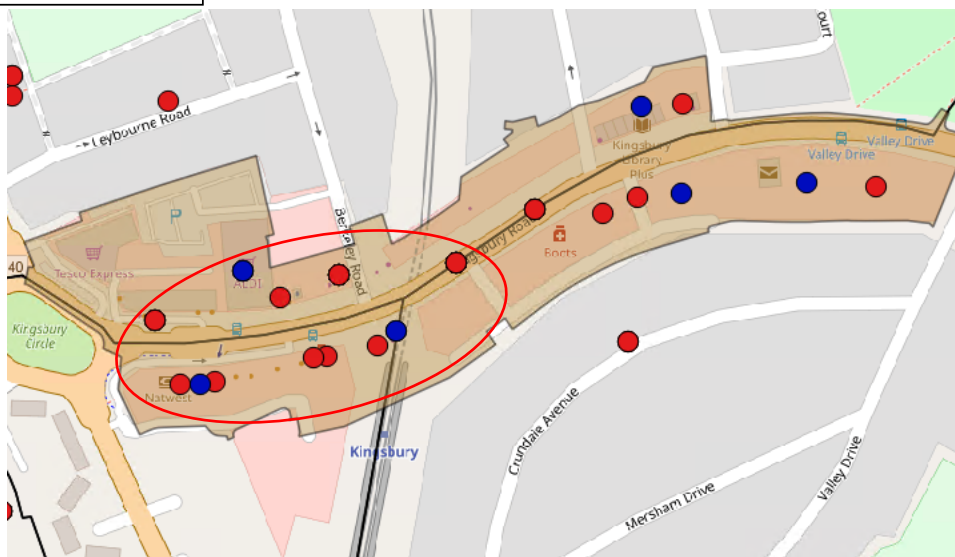 ourt
Leybourne Road
Valley Drive
Kingsbury
Library
Plus
Valley Drive
Berkeley Road
Kingsbury Road
Boots
Tesco Express
40
ALDI
Kingsbury
Circle
Natwest
Kingsbury
Crundale Avenue
Mersham Drive
Valley Drive
P